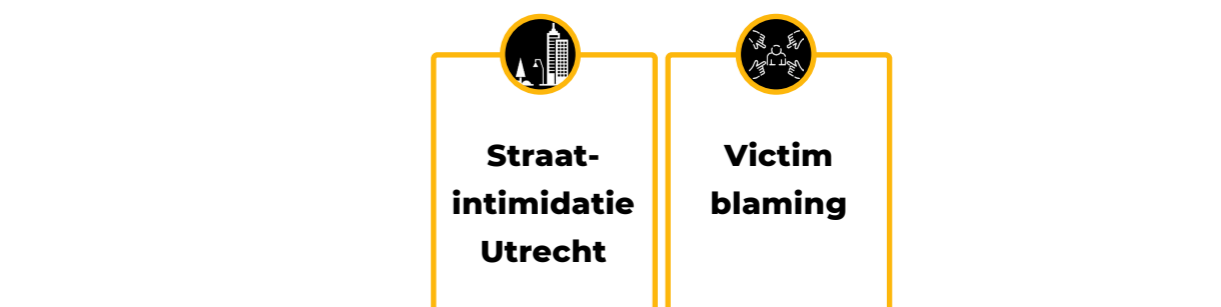 Straat-
intimidatie
Utrecht
Victim
blaming